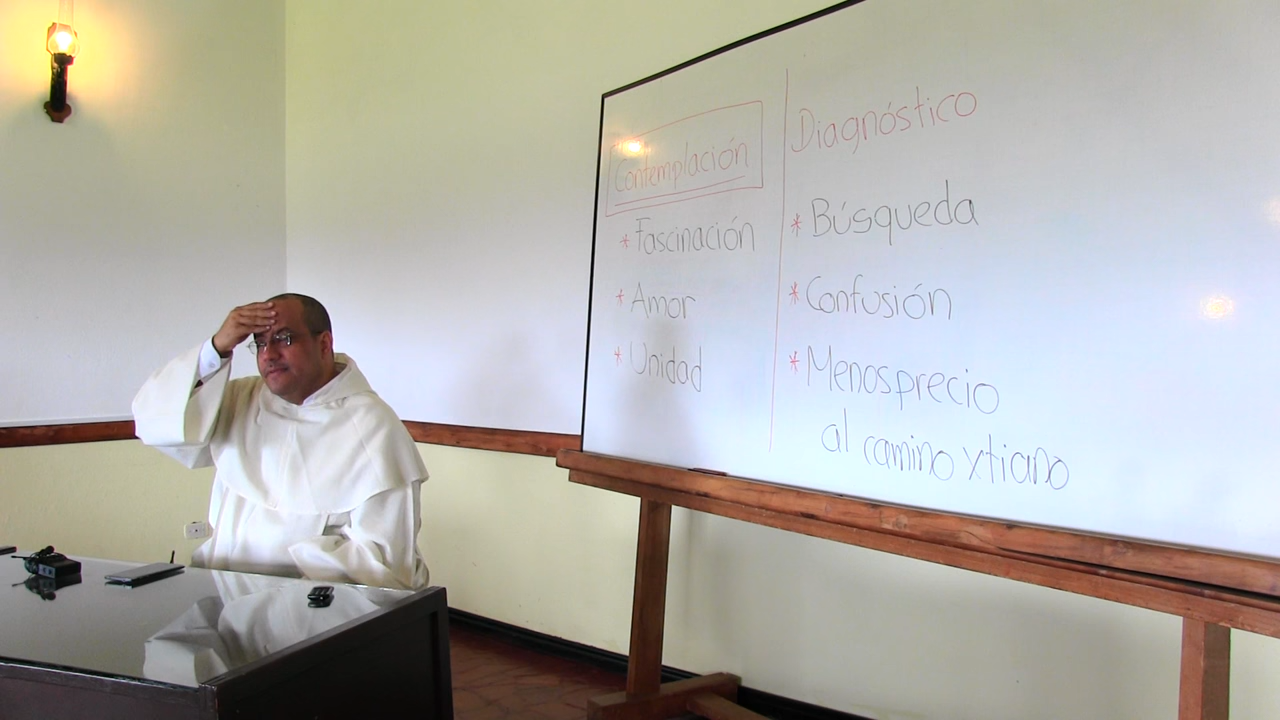 Contemplación
* Fascinación
* Amor
* Unidad
Diagnóstico
* Búsqueda
* Confusión
* Menosprecio
al camino xtiano